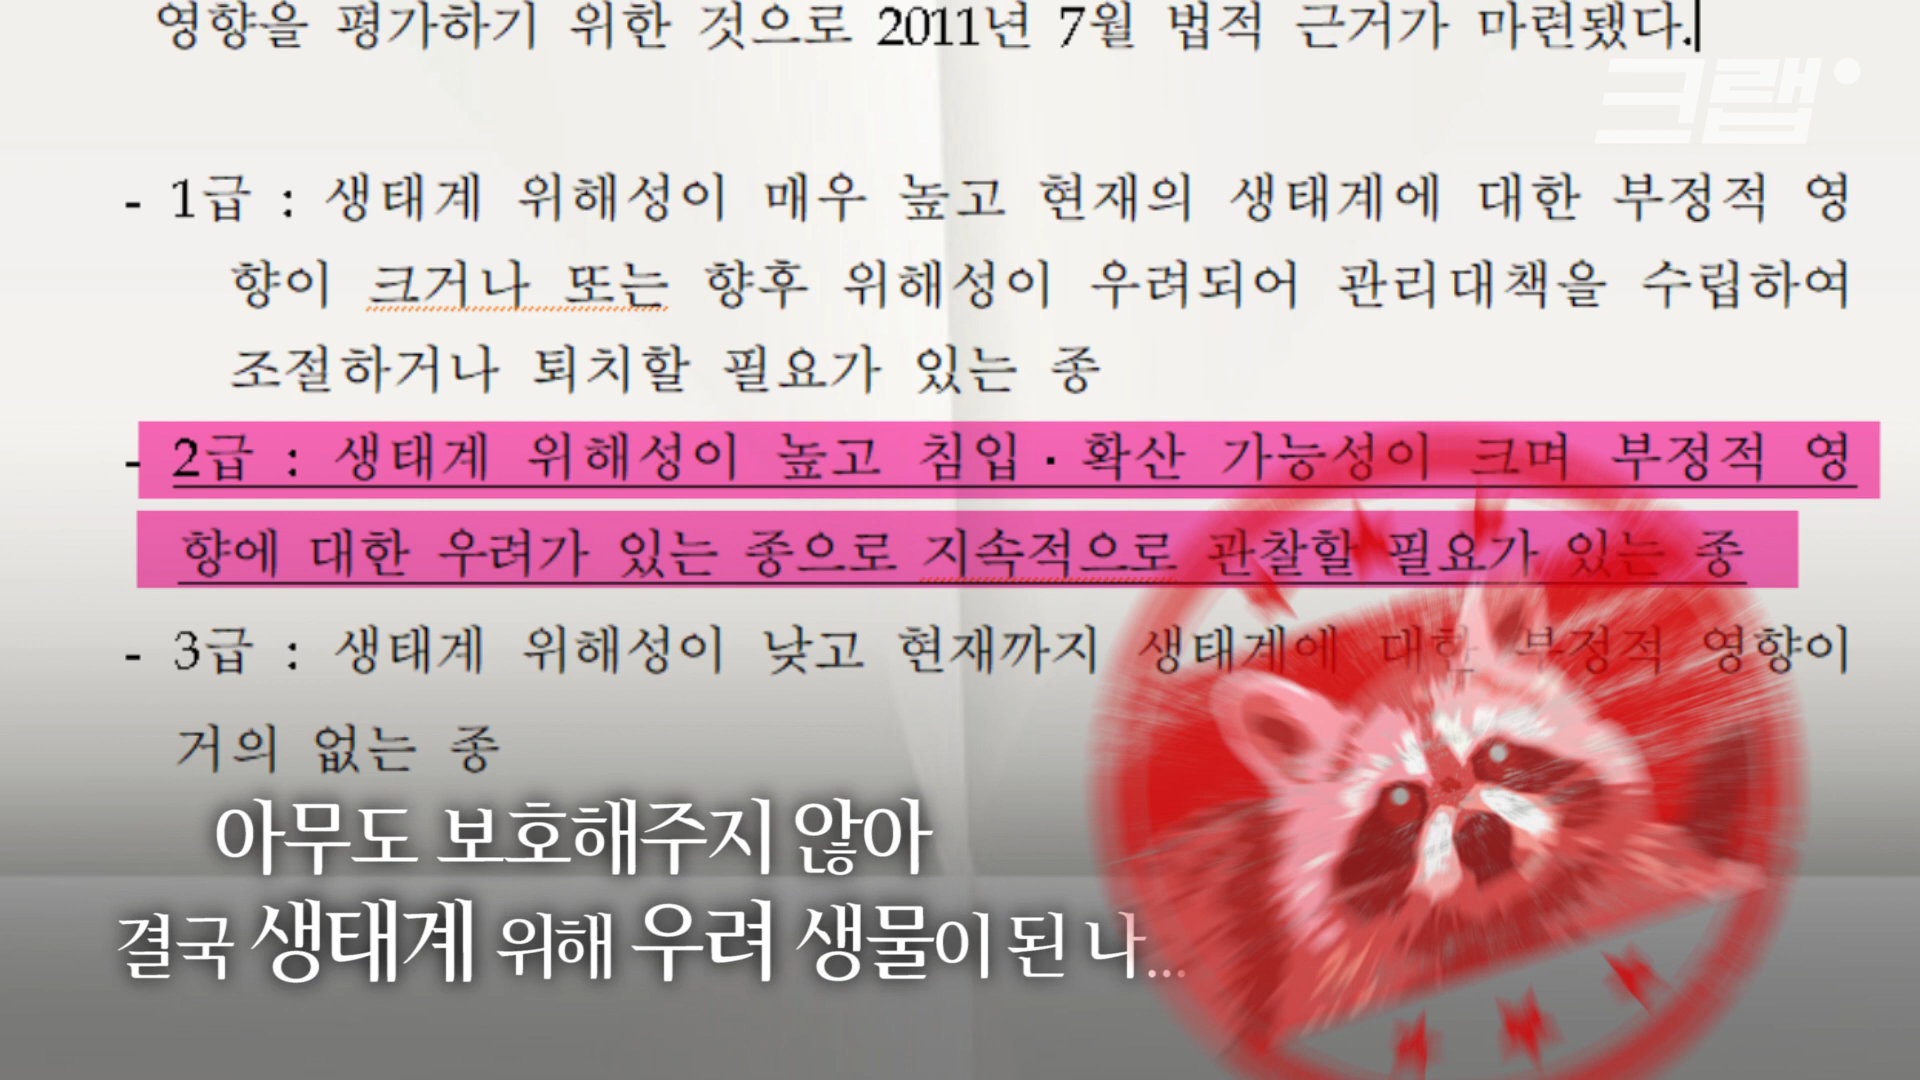 영향을 평가하기 위한 것으로 2011년 7월 법적 근거가 마련됐다.
크랩
- 1급 : 생태계 위해성이 매우 높고 현재의 생태계에 대한 부정적 영
향이 크거나 또는 향후 위해성이 우려되어 관리대책을 수립하여
조절하거나 퇴치할 필요가 있는 종
- 2급 : 생태계 위해성이 높고 침입·확산 가능성이 크며 부정적 영
향에 대한 우려가 있는 종으로 지속적으로 관찰할 필요가 있는 종
- 3급 : 생태계 위해성이 낮고 현재까지 생태계에 대한 부정적 영향이
거의 없는 종
아무도 보호해주지 않아
결국 생태계 위해 우려 생물이 된 나...